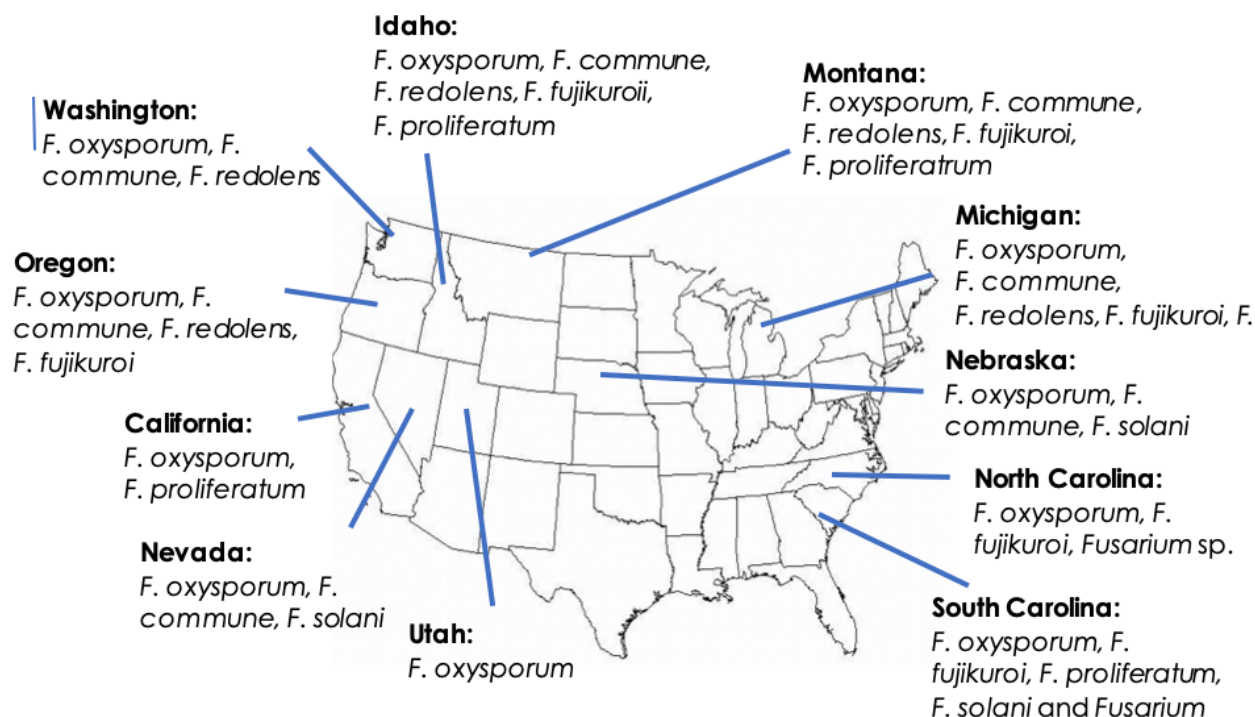 Idaho:
F. oxysporum, F. commune,
F. redolens, F. fujikuroii,
F. proliferatum
Montana:
F. oxysporum, F. commune,
F. redolens, F. fujikuroi,
F. proliferatrum
Washington:
F. oxysporum, F.
commune, F. redolens
Michigan:
F. oxysporum,
F. commune,
F. redolens, F. fujikuroi, F.
Oregon:
F. oxysporum, F.
commune, F. redolens,
F. fujikuroi
Nebraska:
F. oxysporum, F.
commune, F. solani
California:
F. oxysporum,
F. proliferatum
North Carolina:
F. oxysporum, F.
fujikuroi, Fusarium sp.
Nevada:
F. oxysporum, F.
commune, F. solani
Utah:
F. oxysporum
South Carolina:
F. oxysporum, F.
fujikuroi, F. proliferatum,
F. solani and Fusarium